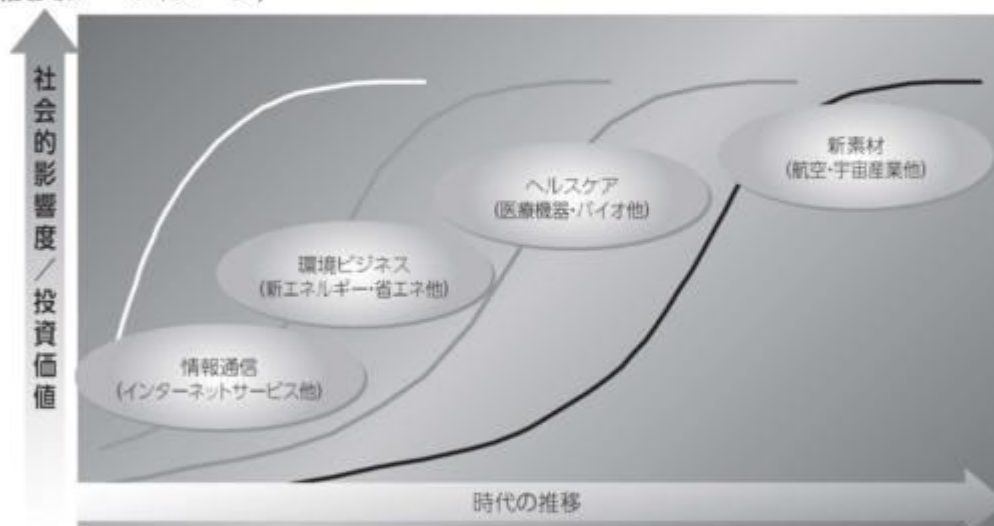 社会的影響度／投資価値
新素材
(航空・宇宙産業他)
ヘルスケア
(医療機器・バイオ他)
環境ビジネス
(新エネルギー・省エネ他)
情報通信
(インターネットサービス他)
時代の推移